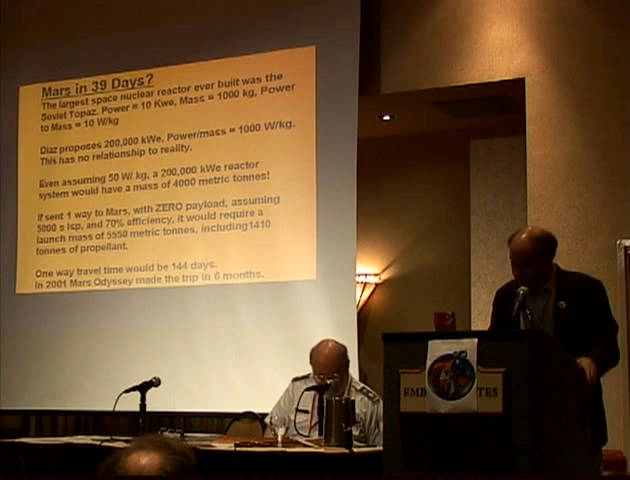 Mars in 39 Days?
The largest space nuclear reactor ever built was the
Soviet Topaz. Power = 10 Kwe, Mass = 1000 kg, Power
to Mass = 10 W/kg
Diaz proposes 200,000 kWe, Power/mass = 1000 W/kg.
This has no relationship to reality.
Even assuming 50 W/ kg, a 200,000 kWe reactor
system would have a mass of 4000 metric tonnes!
If sent 1 way to Mars, with ZERO payload, assuming
5000 s Isp, and 70% efficiency, it would require a
launch mass of 5550 metric tonnes, including1410
tonnes of propellant.
One way travel time would be 144 days.
In 2001 Mars Odyssey made the trip in 6 months.
EMB TES